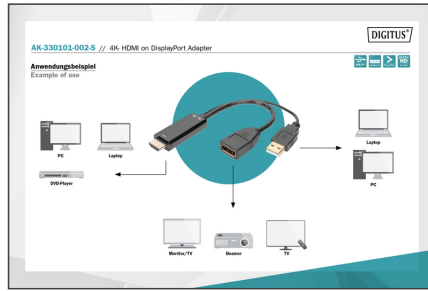 DIGITUS®
AK-330101-002-S // 4K- HDMI on DisplayPort Adapter
Anwendungsbeispiel
Example of use
PC
Laptop
DVD-Player
Laptop
PC
Monitor/TV
Beamer
TV